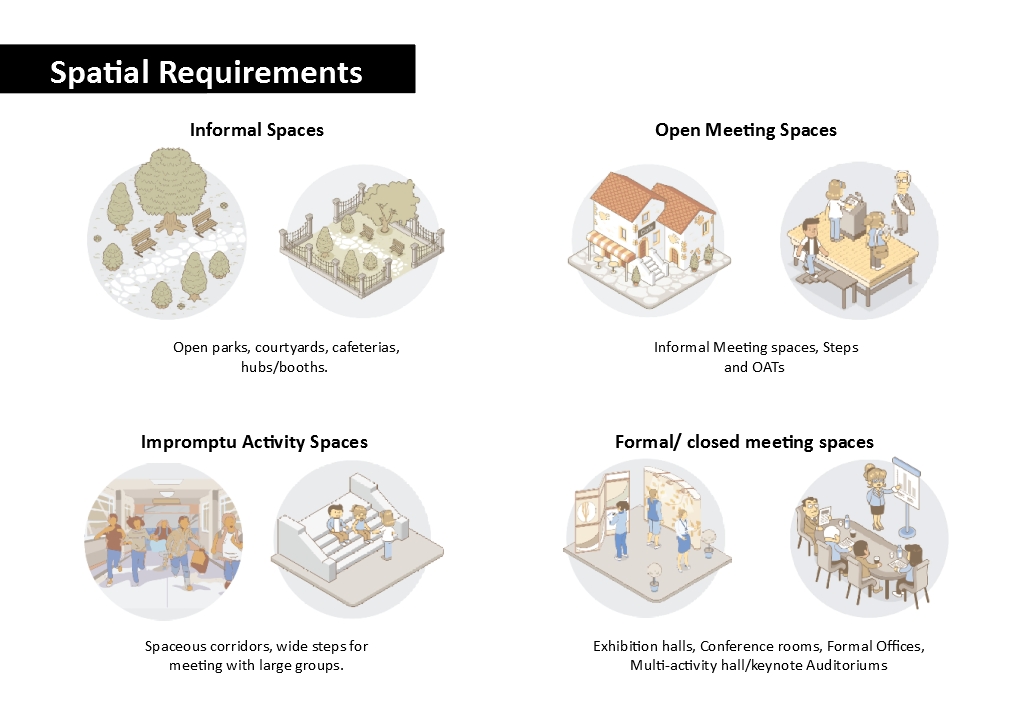 Spatial Requirements
Informal Spaces
Open parks, courtyards, cafeterias,
hubs/booths.
Open Meeting Spaces
Informal Meeting spaces, Steps
and OATs
Impromptu Activity Spaces
Spaceous corridors, wide steps for
meeting with large groups.
Formal/ closed meeting spaces
Exhibition halls, Conference rooms, Formal Offices,
Multi-activity hall/keynote Auditoriums